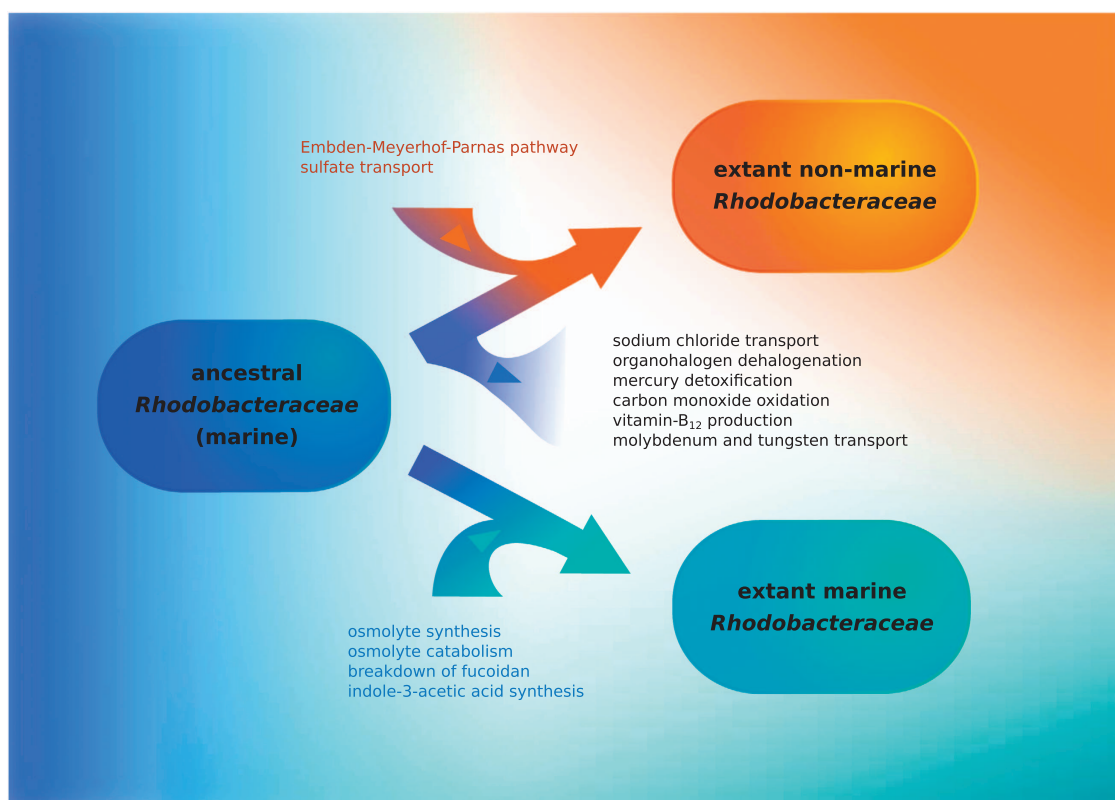 Embden-Meyerhof-Parnas pathway
sulfate transport
extant non-marine
Rhodobacteraceae
ancestral
Rhodobacteraceae
(marine)
sodium chloride transport
organohalogen dehalogenation
mercury detoxification
carbon monoxide oxidation
vitamin-B₁₂ production
molybdenum and tungsten transport
extant marine
Rhodobacteraceae
osmolyte synthesis
osmolyte catabolism
breakdown of fucoidan
indole-3-acetic acid synthesis